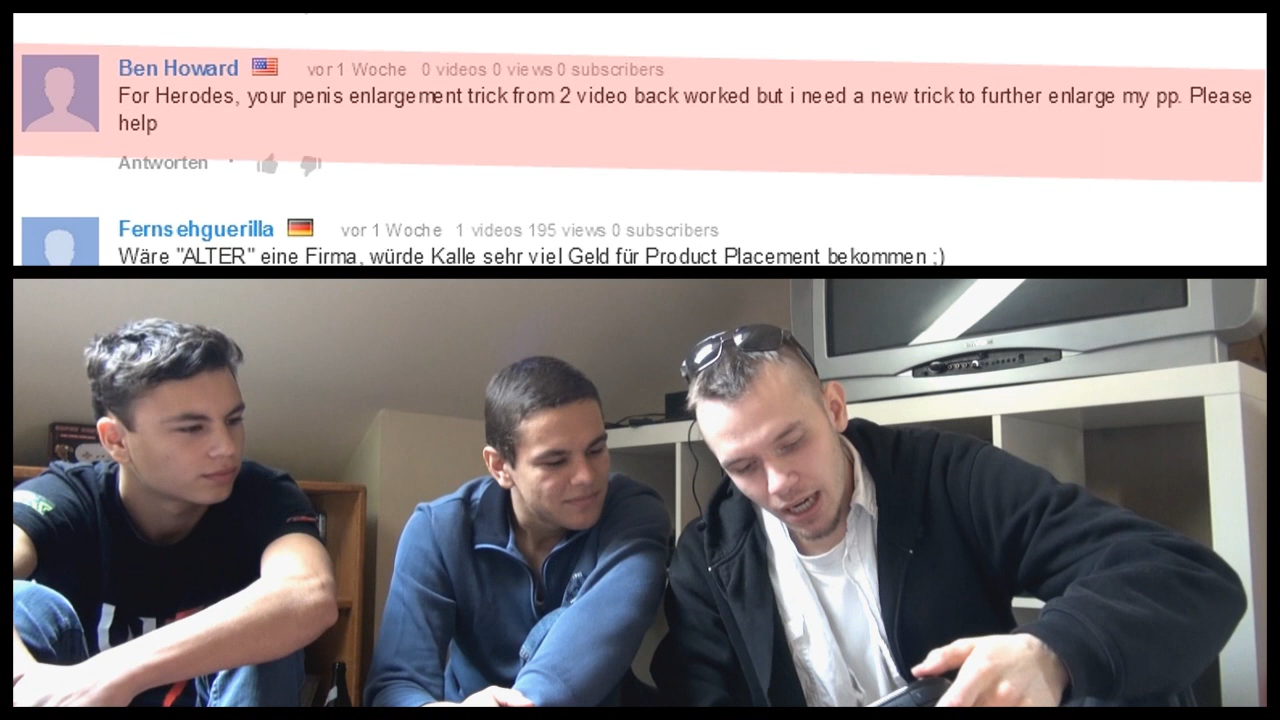 Ben Howard vor 1 Woche 0 videos 0 views 0 subscribers
For Herodes, your penis enlargement trick from 2 video back worked but i need a new trick to further enlarge my pp. Please
help
Antworten ·
Fernsehguerilla vor 1 Woche 1 videos 195 views 0 subscribers
Wäre "ALTER" eine Firma, würde Kalle sehr viel Geld für Product Placement bekommen ;)